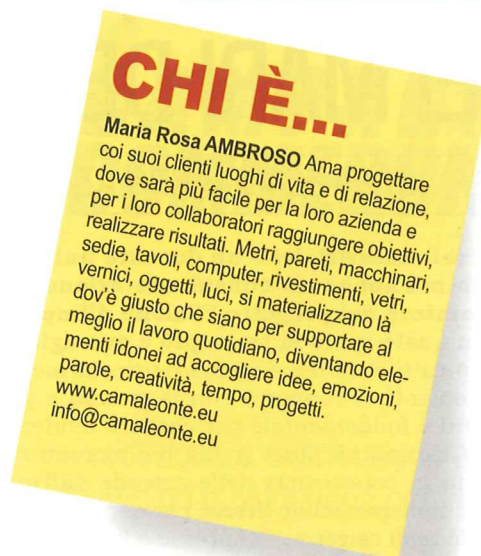 CHI È...
Maria Rosa AMBROSO Ama progettare
coi suoi clienti luoghi di vita e di relazione,
dove sarà più facile per la loro azienda e
per i loro collaboratori raggiungere obiettivi,
realizzare risultati. Metri, pareti, macchinari,
sedie, tavoli, computer, rivestimenti, vetri,
vernici, oggetti, luci, si materializzano là
dov'è giusto che siano per supportare al
meglio il lavoro quotidiano, diventando ele-
menti idonei ad accogliere idee, emozioni,
parole, creatività, tempo, progetti.
www.camaleonte.eu
info@camaleonte.eu